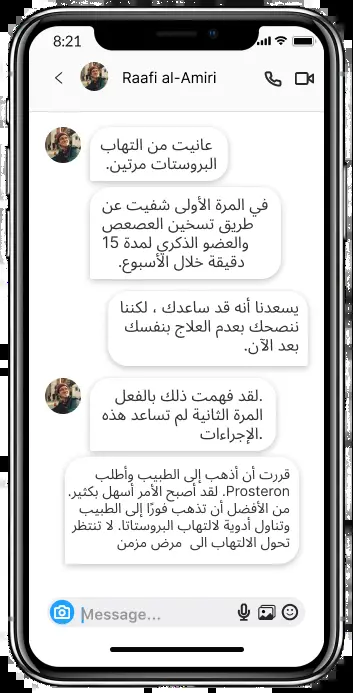 8:21
Raafi al-Amiri
عانيت من التهاب
البروستات مرتين.
في المرة الأولى شفيت عن
طريق تسخين العصعص
والعضو الذكري لمدة 15
دقيقة خلال الأسبوع.
يسعدنا أنه قد ساعدك ، لكننا
ننصحك بعدم العلاج بنفسك
بعد الآن.
.لقد فهمت ذلك بالفعل
المرة الثانية لم تساعد هذه
.الإجراءات
قررت أن أذهب إلى الطبيب وأطلب
Prosteron. لقد أصبح الأمر أسهل بكثير.
من الأفضل أن تذهب فورًا إلى الطبيب
وتناول أدوية لالتهاب البروستاتا. لا تنتظر
تحول الالتهاب الى  مرض مزمن
Message...